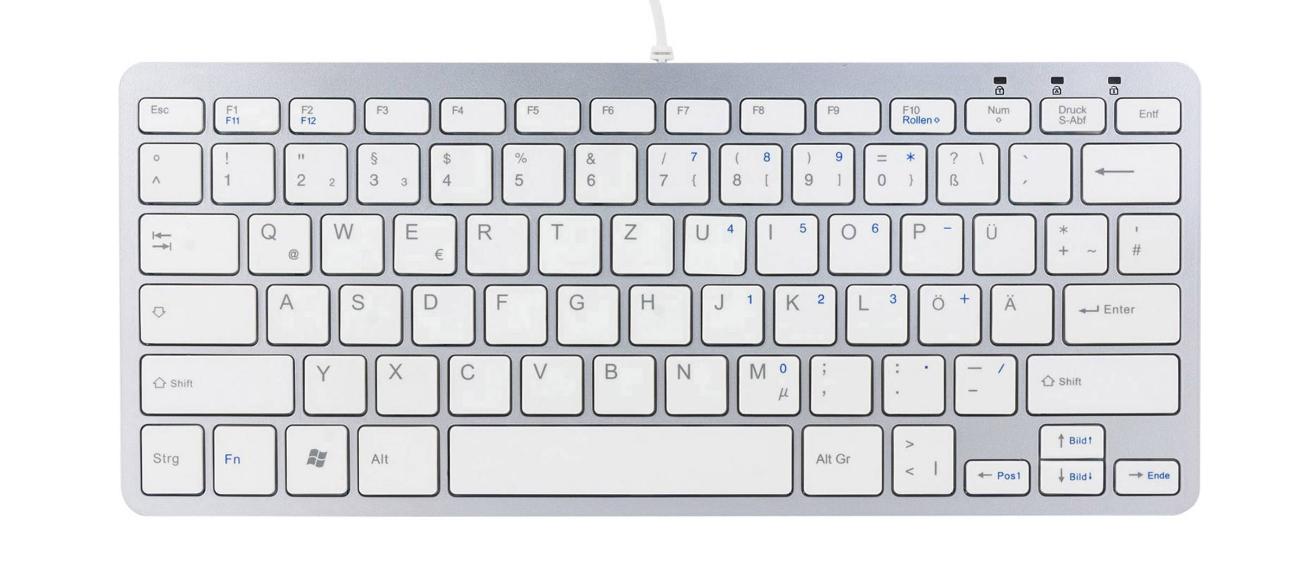 Esc F1 F2 F3 F4 F5 F6 F7 F8 F9 F10 Num Druck Entf
F11 F12 Rollen S-Abf
° ! " § $ % & / 7 ( 8 ) 9 = * ? \ `
^ 1 2 2 3 3 4 5 6 7 { 8 [ 9 ] 0 } ß ´
Q W E R T Z U 4 I 5 O 6 P - Ü * '
@ € + ~ #
A S D F G H J 1 K 2 L 3 Ö + Ä Enter
Shift Y X C V B N M 0 ; : · — / Shift
µ , . -
Strg Fn Alt Alt Gr > Bild↑
< | ← Pos1 ↓ Bild↓ → Ende